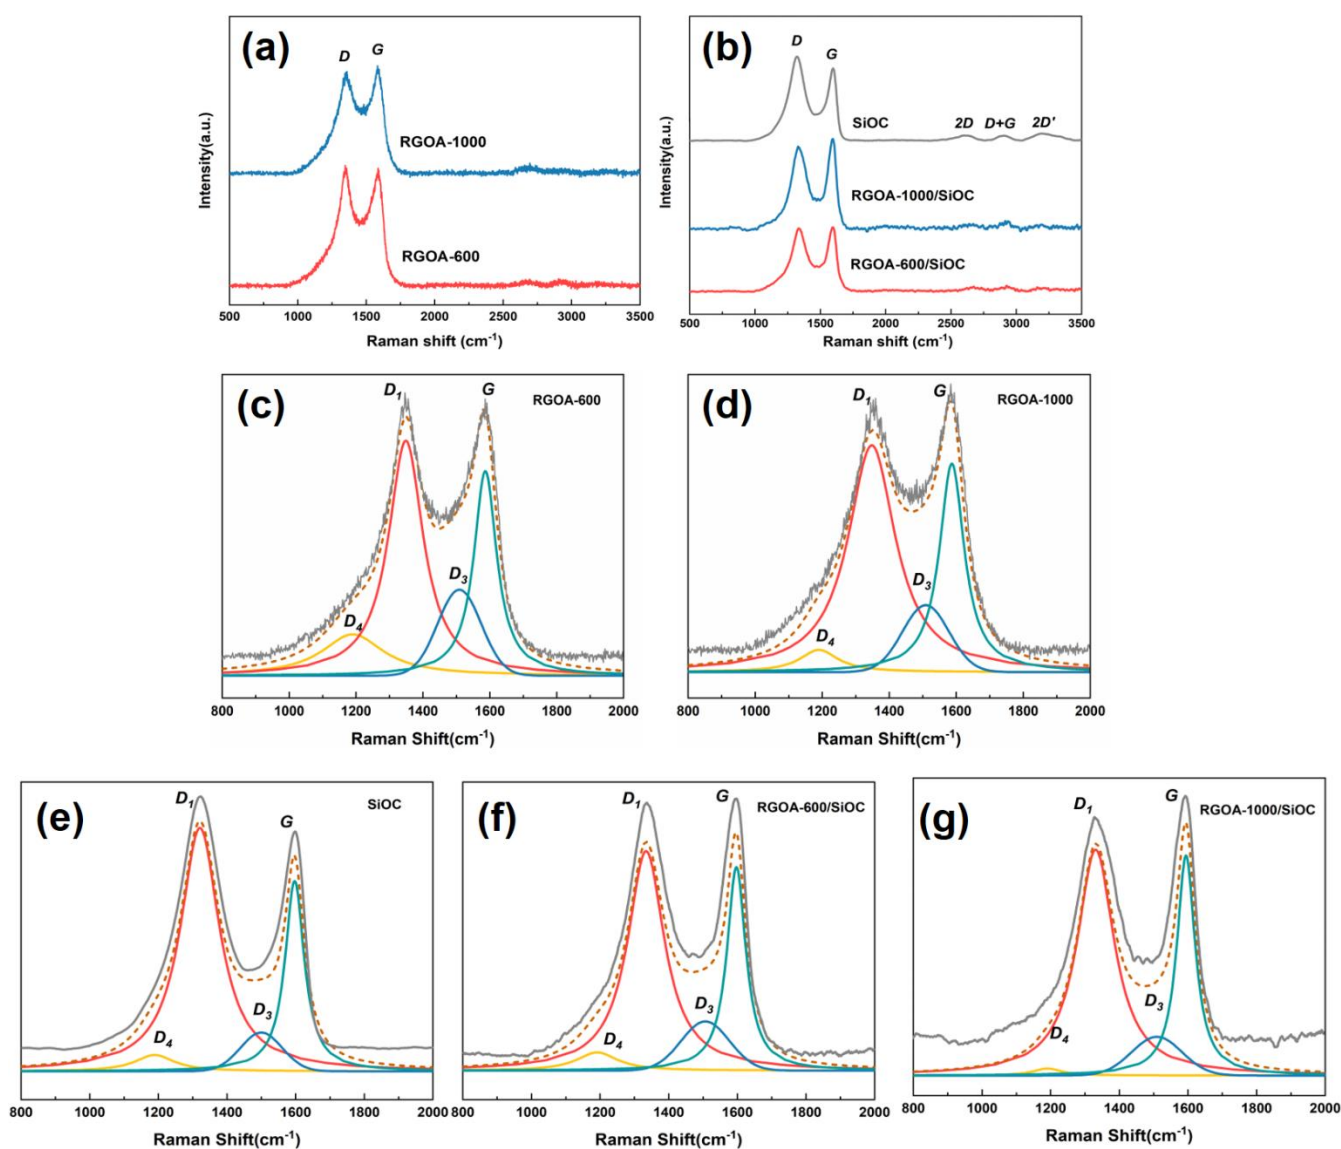 (a)
D
G
RGOA-1000
RGOA-600
Intensity(a.u.)
500 1000 1500 2000 2500 3000 3500
Raman shift (cm⁻¹)
(b)
D
G
SiOC
2D
D+G
2D'
RGOA-1000/SiOC
RGOA-600/SiOC
Intensity(a.u.)
500 1000 1500 2000 2500 3000 3500
Raman shift (cm⁻¹)
(c)
D₁
G
RGOA-600
D₃
D₄
800 1000 1200 1400 1600 1800 2000
Raman Shift(cm⁻¹)
(d)
D₁
G
RGOA-1000
D₃
D₄
800 1000 1200 1400 1600 1800 2000
Raman Shift(cm⁻¹)
(e)
D₁
SiOC
G
D₃
D₄
800 1000 1200 1400 1600 1800 2000
Raman Shift(cm⁻¹)
(f)
D₁
G
RGOA-600/SiOC
D₃
D₄
800 1000 1200 1400 1600 1800 2000
Raman Shift(cm⁻¹)
(g)
D₁
G
RGOA-1000/SiOC
D₃
D₄
800 1000 1200 1400 1600 1800 2000
Raman Shift(cm⁻¹)